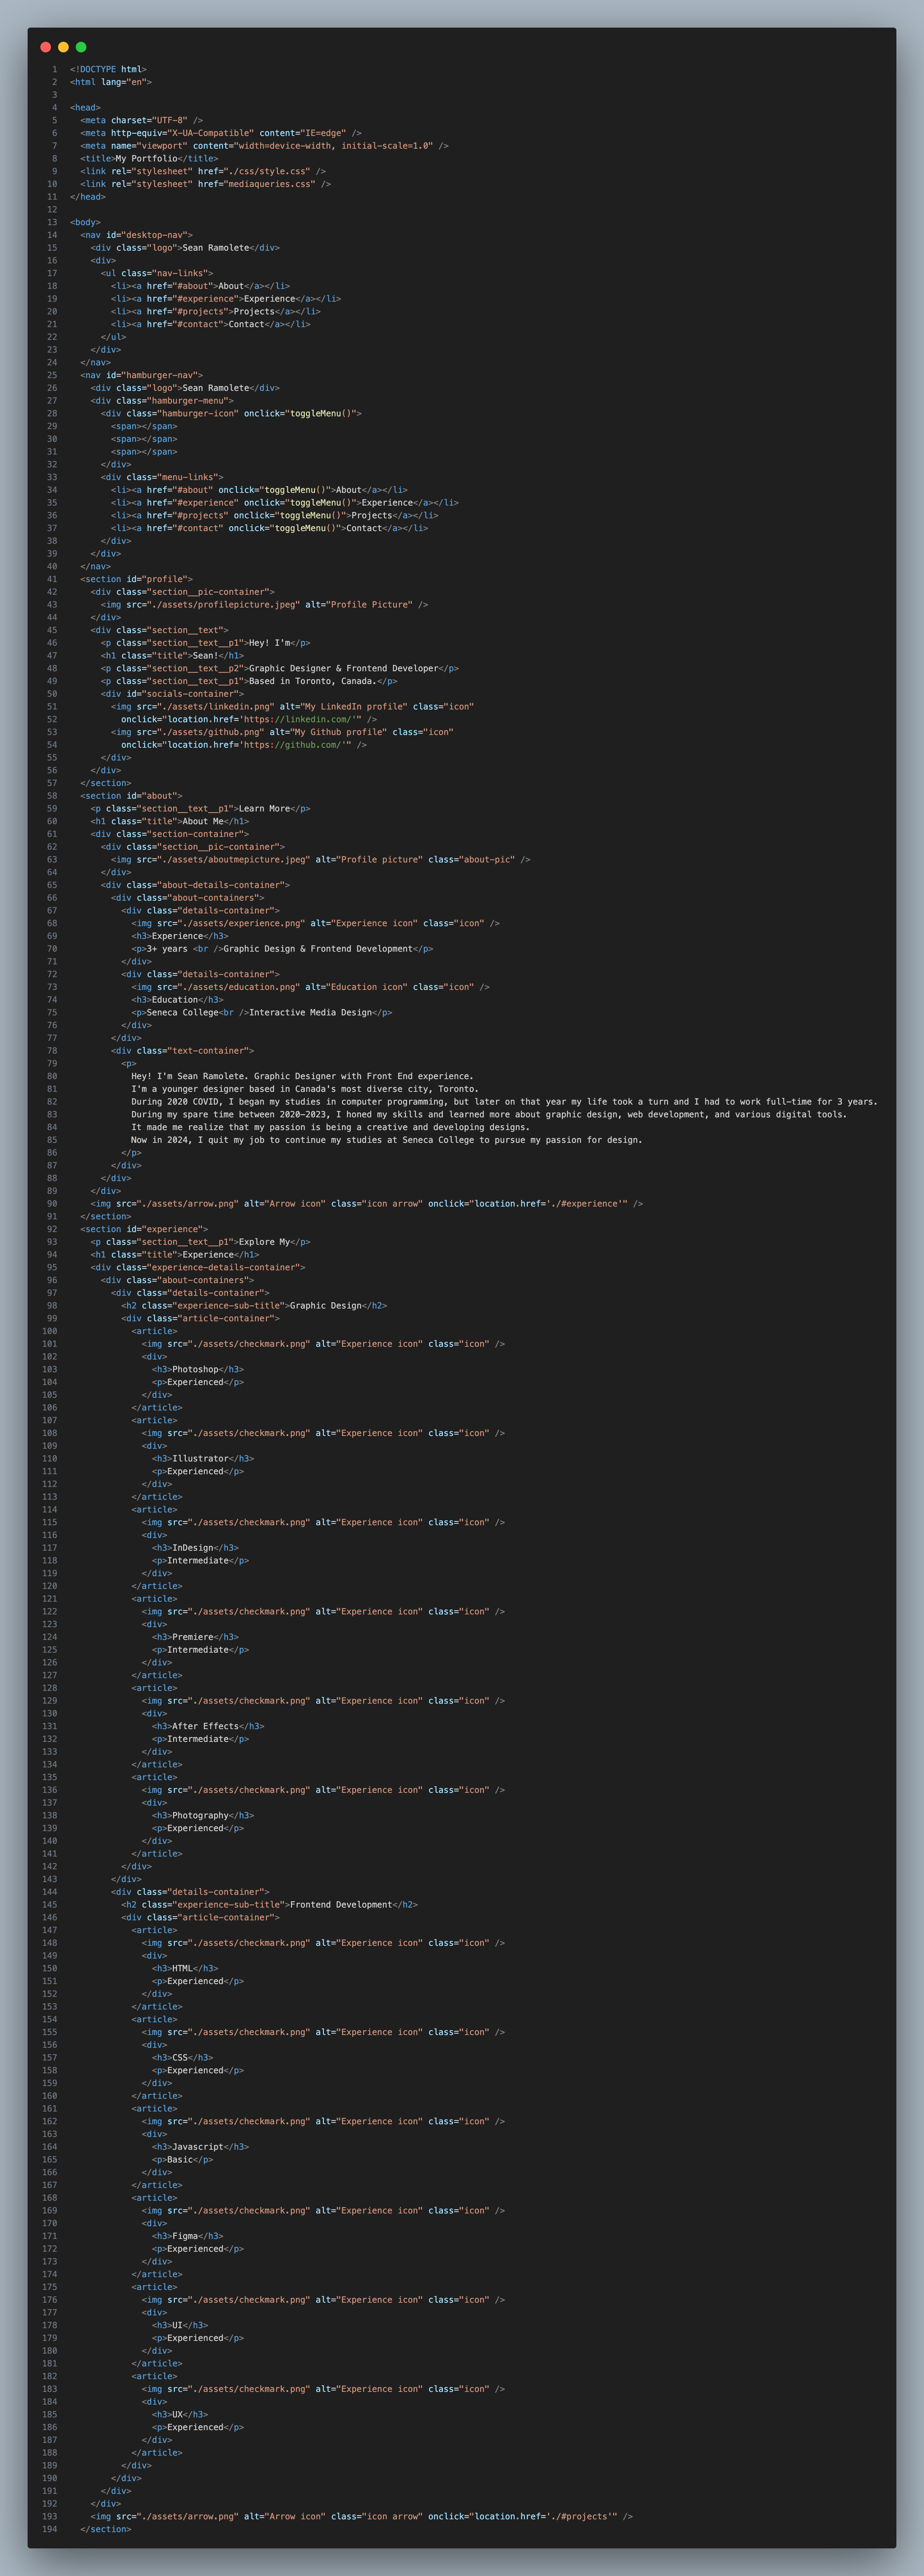 1 <!DOCTYPE html>
2 <html lang="en">
3
4 <head>
5   <meta charset="UTF-8" />
6   <meta http-equiv="X-UA-Compatible" content="IE=edge" />
7   <meta name="viewport" content="width=device-width, initial-scale=1.0" />
8   <title>My Portfolio</title>
9   <link rel="stylesheet" href="./css/style.css" />
10   <link rel="stylesheet" href="mediaqueries.css" />
11 </head>
12
13 <body>
14   <nav id="desktop-nav">
15     <div class="logo">Sean Ramolete</div>
16     <div>
17       <ul class="nav-links">
18         <li><a href="#about">About</a></li>
19         <li><a href="#experience">Experience</a></li>
20         <li><a href="#projects">Projects</a></li>
21         <li><a href="#contact">Contact</a></li>
22       </ul>
23     </div>
24   </nav>
25   <nav id="hamburger-nav">
26     <div class="logo">Sean Ramolete</div>
27     <div class="hamburger-menu">
28       <div class="hamburger-icon" onclick="toggleMenu()">
29         <span></span>
30         <span></span>
31         <span></span>
32       </div>
33       <div class="menu-links">
34         <li><a href="#about" onclick="toggleMenu()">About</a></li>
35         <li><a href="#experience" onclick="toggleMenu()">Experience</a></li>
36         <li><a href="#projects" onclick="toggleMenu()">Projects</a></li>
37         <li><a href="#contact" onclick="toggleMenu()">Contact</a></li>
38       </div>
39     </div>
40   </nav>
41   <section id="profile">
42     <div class="section__pic-container">
43       <img src="./assets/profilepicture.jpeg" alt="Profile Picture" />
44     </div>
45     <div class="section__text">
46       <p class="section__text__p1">Hey! I'm</p>
47       <h1 class="title">Sean!</h1>
48       <p class="section__text__p2">Graphic Designer & Frontend Developer</p>
49       <p class="section__text__p1">Based in Toronto, Canada.</p>
50       <div id="socials-container">
51         <img src="./assets/linkedin.png" alt="My LinkedIn profile" class="icon"
52           onclick="location.href='https://linkedin.com/'" />
53         <img src="./assets/github.png" alt="My Github profile" class="icon"
54           onclick="location.href='https://github.com/'" />
55       </div>
56     </div>
57   </section>
58   <section id="about">
59     <p class="section__text__p1">Learn More</p>
60     <h1 class="title">About Me</h1>
61     <div class="section-container">
62       <div class="section__pic-container">
63         <img src="./assets/aboutmepicture.jpeg" alt="Profile picture" class="about-pic" />
64       </div>
65       <div class="about-details-container">
66         <div class="about-containers">
67           <div class="details-container">
68             <img src="./assets/experience.png" alt="Experience icon" class="icon" />
69             <h3>Experience</h3>
70             <p>3+ years <br />Graphic Design & Frontend Development</p>
71           </div>
72           <div class="details-container">
73             <img src="./assets/education.png" alt="Education icon" class="icon" />
74             <h3>Education</h3>
75             <p>Seneca College<br />Interactive Media Design</p>
76           </div>
77         </div>
78         <div class="text-container">
79           <p>
80             Hey! I'm Sean Ramolete. Graphic Designer with Front End experience.
81             I'm a younger designer based in Canada's most diverse city, Toronto.
82             During 2020 COVID, I began my studies in computer programming, but later on that year my life took a turn and I had to work full-time for 3 years.
83             During my spare time between 2020-2023, I honed my skills and learned more about graphic design, web development, and various digital tools.
84             It made me realize that my passion is being a creative and developing designs.
85             Now in 2024, I quit my job to continue my studies at Seneca College to pursue my passion for design.
86           </p>
87         </div>
88       </div>
89     </div>
90     <img src="./assets/arrow.png" alt="Arrow icon" class="icon arrow" onclick="location.href='./#experience'" />
91   </section>
92   <section id="experience">
93     <p class="section__text__p1">Explore My</p>
94     <h1 class="title">Experience</h1>
95     <div class="experience-details-container">
96       <div class="about-containers">
97         <div class="details-container">
98           <h2 class="experience-sub-title">Graphic Design</h2>
99           <div class="article-container">
100             <article>
101               <img src="./assets/checkmark.png" alt="Experience icon" class="icon" />
102               <div>
103                 <h3>Photoshop</h3>
104                 <p>Experienced</p>
105               </div>
106             </article>
107             <article>
108               <img src="./assets/checkmark.png" alt="Experience icon" class="icon" />
109               <div>
110                 <h3>Illustrator</h3>
111                 <p>Experienced</p>
112               </div>
113             </article>
114             <article>
115               <img src="./assets/checkmark.png" alt="Experience icon" class="icon" />
116               <div>
117                 <h3>InDesign</h3>
118                 <p>Intermediate</p>
119               </div>
120             </article>
121             <article>
122               <img src="./assets/checkmark.png" alt="Experience icon" class="icon" />
123               <div>
124                 <h3>Premiere</h3>
125                 <p>Intermediate</p>
126               </div>
127             </article>
128             <article>
129               <img src="./assets/checkmark.png" alt="Experience icon" class="icon" />
130               <div>
131                 <h3>After Effects</h3>
132                 <p>Intermediate</p>
133               </div>
134             </article>
135             <article>
136               <img src="./assets/checkmark.png" alt="Experience icon" class="icon" />
137               <div>
138                 <h3>Photography</h3>
139                 <p>Experienced</p>
140               </div>
141             </article>
142           </div>
143         </div>
144         <div class="details-container">
145           <h2 class="experience-sub-title">Frontend Development</h2>
146           <div class="article-container">
147             <article>
148               <img src="./assets/checkmark.png" alt="Experience icon" class="icon" />
149               <div>
150                 <h3>HTML</h3>
151                 <p>Experienced</p>
152               </div>
153             </article>
154             <article>
155               <img src="./assets/checkmark.png" alt="Experience icon" class="icon" />
156               <div>
157                 <h3>CSS</h3>
158                 <p>Experienced</p>
159               </div>
160             </article>
161             <article>
162               <img src="./assets/checkmark.png" alt="Experience icon" class="icon" />
163               <div>
164                 <h3>Javascript</h3>
165                 <p>Basic</p>
166               </div>
167             </article>
168             <article>
169               <img src="./assets/checkmark.png" alt="Experience icon" class="icon" />
170               <div>
171                 <h3>Figma</h3>
172                 <p>Experienced</p>
173               </div>
174             </article>
175             <article>
176               <img src="./assets/checkmark.png" alt="Experience icon" class="icon" />
177               <div>
178                 <h3>UI</h3>
179                 <p>Experienced</p>
180               </div>
181             </article>
182             <article>
183               <img src="./assets/checkmark.png" alt="Experience icon" class="icon" />
184               <div>
185                 <h3>UX</h3>
186                 <p>Experienced</p>
187               </div>
188             </article>
189           </div>
190         </div>
191       </div>
192     </div>
193     <img src="./assets/arrow.png" alt="Arrow icon" class="icon arrow" onclick="location.href='./#projects'" />
194   </section>